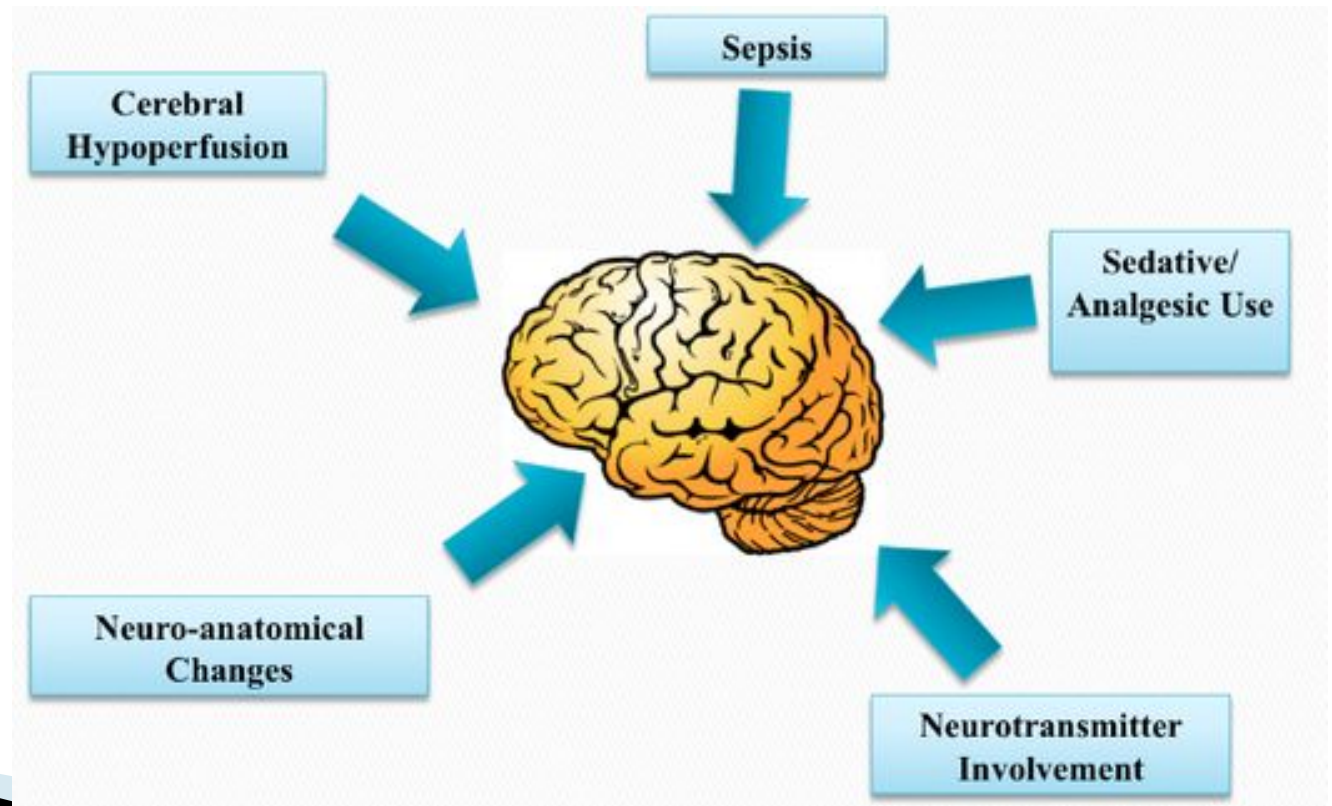 Sepsis
Cerebral
Hypoperfusion
Sedative/
Analgesic Use
Neuro-anatomical
Changes
Neurotransmitter
Involvement